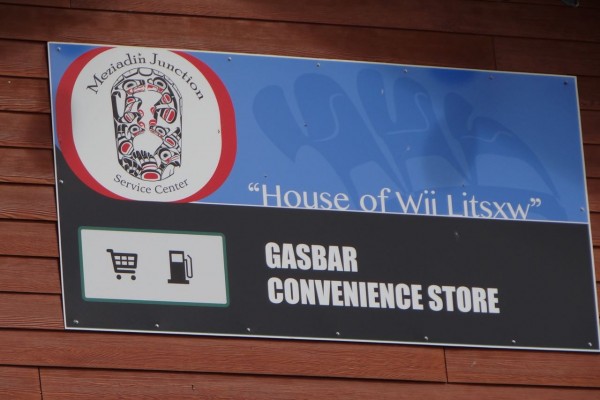 Meziadin Junction
Service Center
"House of Wii Litsxw"
GASBAR
CONVENIENCE STORE